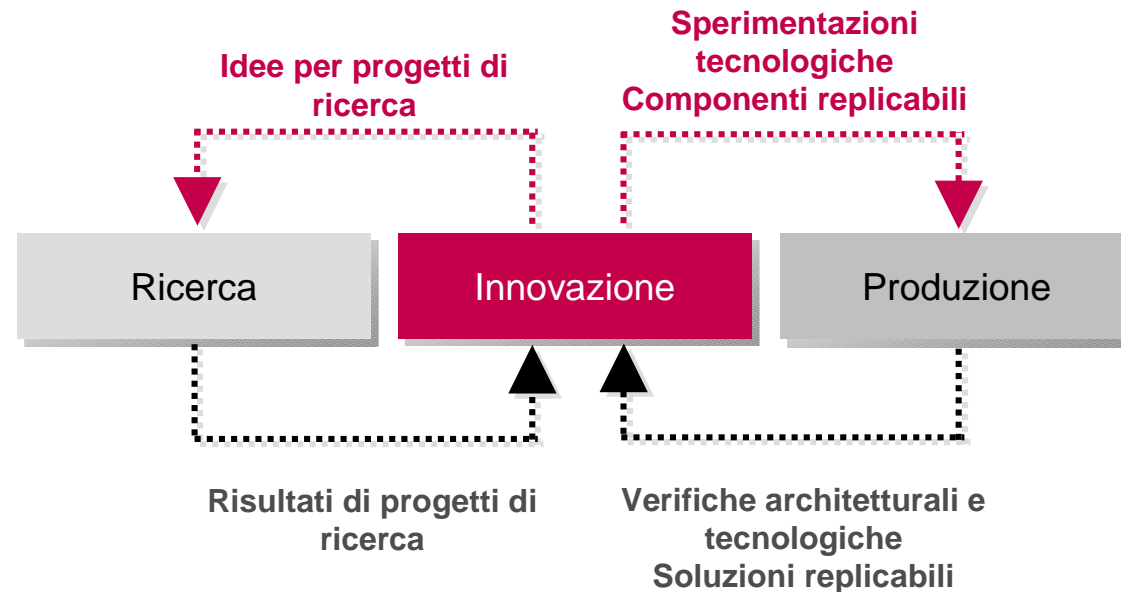 Idee per progetti di
ricerca
Sperimentazioni
tecnologiche
Componenti replicabili
Ricerca
Innovazione
Produzione
Risultati di progetti di
ricerca
Verifiche architetturali e
tecnologiche
Soluzioni replicabili